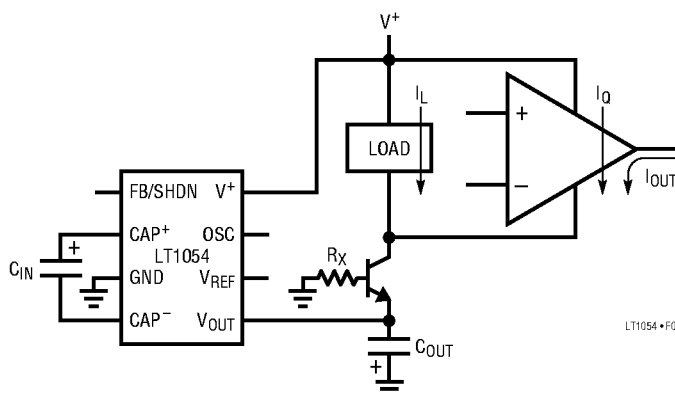 V+
IL
IQ
+
LOAD
−
IOUT
FB/SHDN V+
CAP+ OSC
+
LT1054
RX
CIN
GND VREF
CAP− VOUT
COUT
+
LT1054 • F0